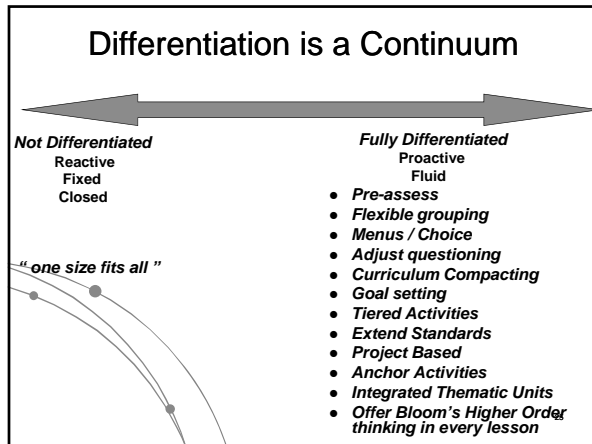 Differentiation is a Continuum
Not Differentiated
Reactive
Fixed
Closed
“ one size fits all ”
Fully Differentiated
Proactive
Fluid
● Pre-assess
● Flexible grouping
● Menus / Choice
● Adjust questioning
● Curriculum Compacting
● Goal setting
● Tiered Activities
● Extend Standards
● Project Based
● Anchor Activities
● Integrated Thematic Units
● Offer Bloom’s Higher Order
thinking in every lesson